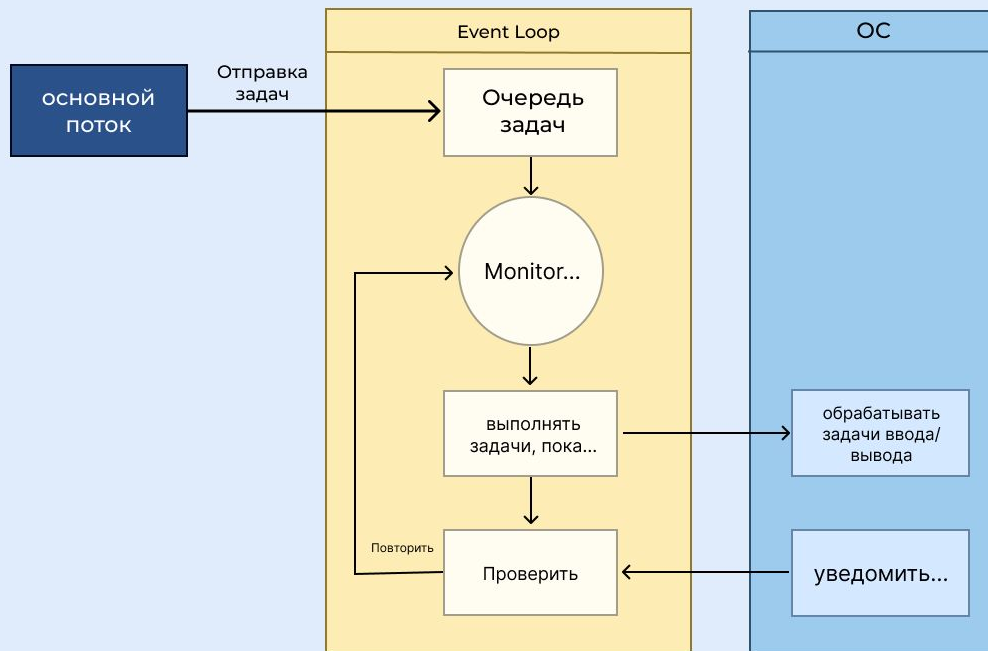 Event Loop
ОС
основной
поток
Отправка
задач
Очередь
задач
Monitor...
выполнять
задачи, пока...
обрабатывать
задачи ввода/
вывода
Повторить
Проверить
уведомить...